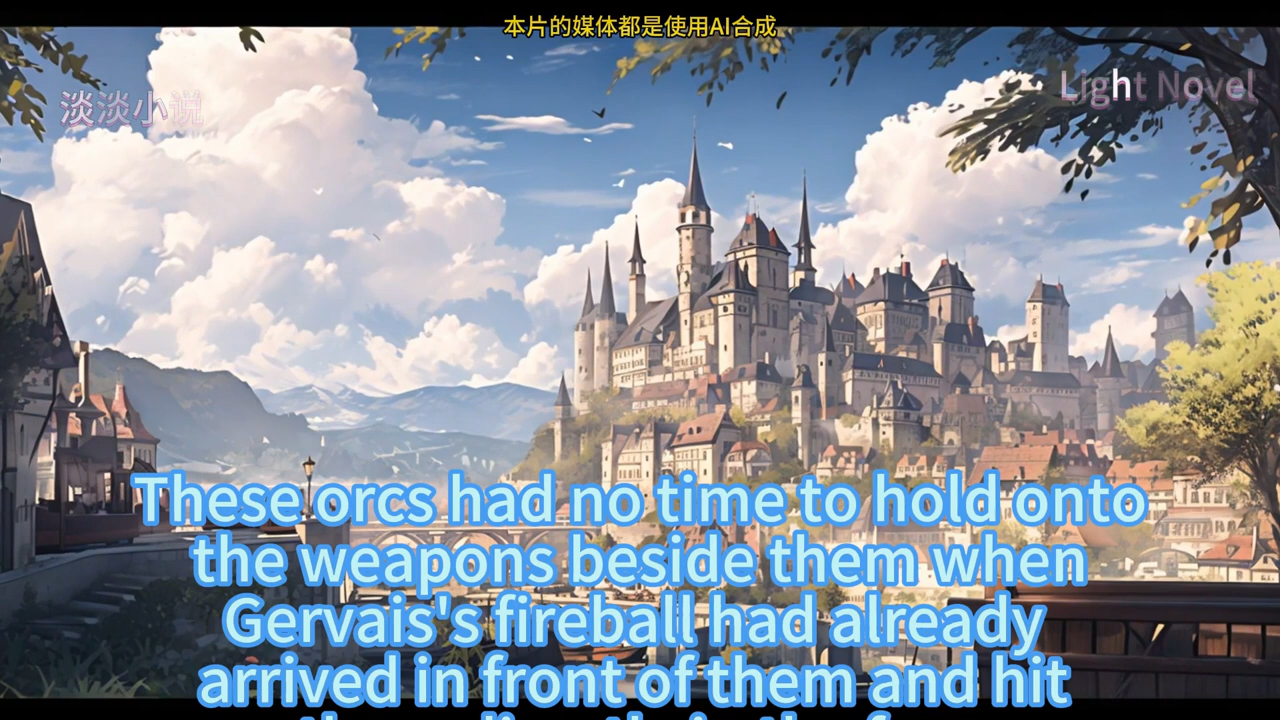 本片的媒体都是使用AI合成
淡淡小说
Light Novel
These orcs had no time to hold onto
the weapons beside them when
Gervais's fireball had already
arrived in front of them and hit